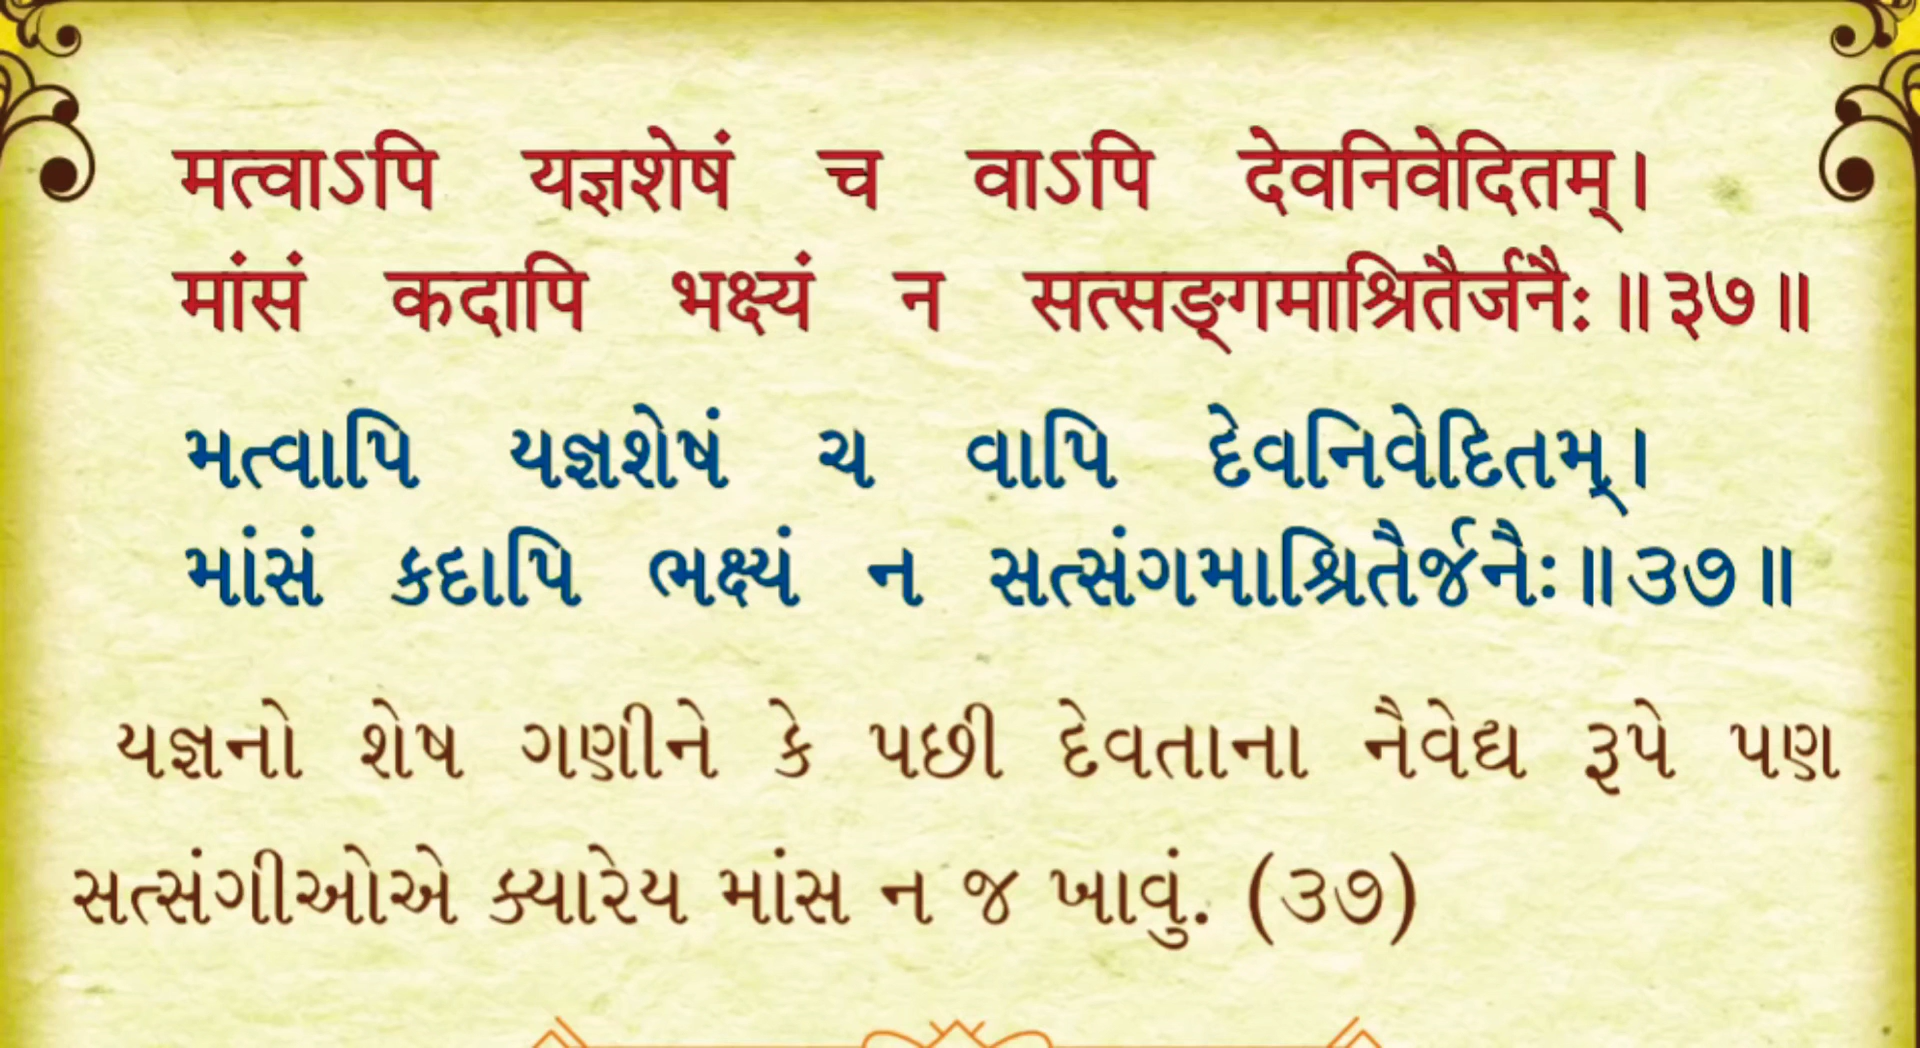 मत्वाऽपि यज्ञशेषं च वाऽपि देवनिवेदितम्।
मांसं कदापि भक्ष्यं न सत्सङ्गमाश्रितैर्जनैः॥३७॥
મત્વાપિ યજ્ઞશેષં ચ વાપિ દેવનિવેદિતમ્।
માંસં કદાપિ ભક્ષ્યં ન સત્સંગમાશ્રિતૈર્જનૈઃ॥૩૭॥
યજ્ઞનો શેષ ગણીને કે પછી દેવતાના નૈવેદ્ય રૂપે પણ
સત્સંગીઓએ ક્યારેય માંસ ન જ ખાવું. (૩૭)